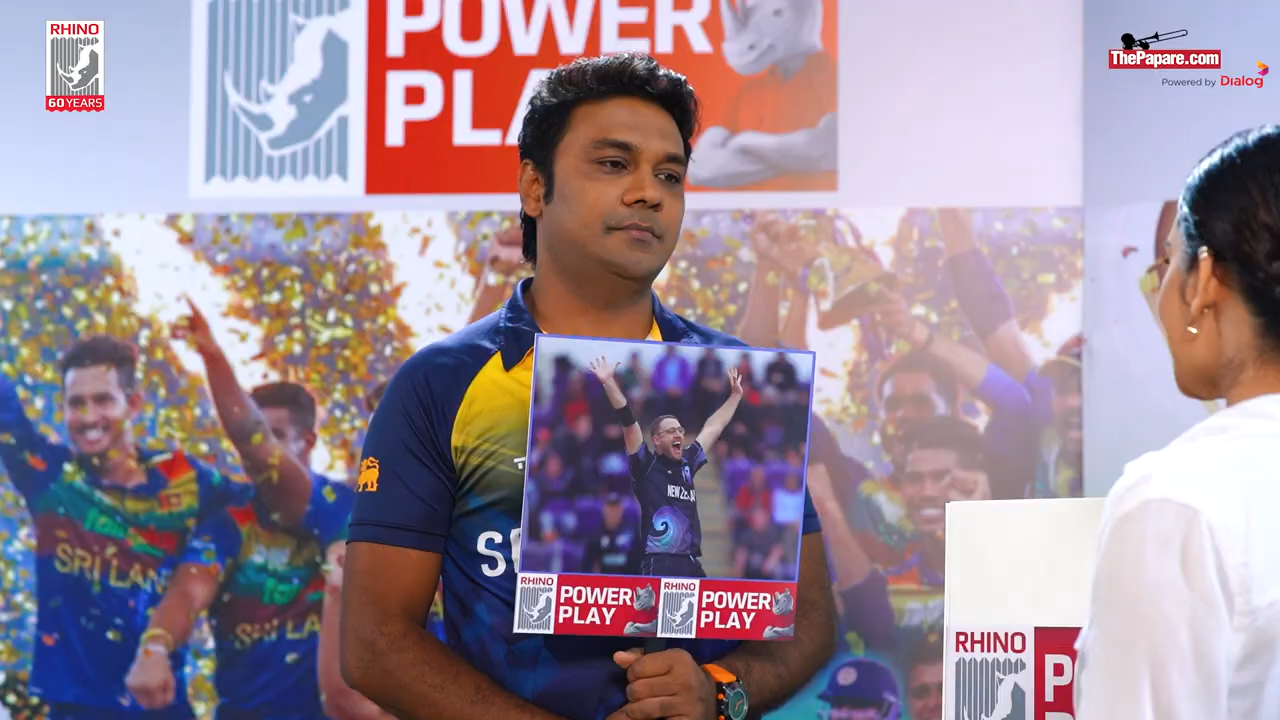 RHINO
60 YEARS
POWER
PLA
ThePapare.com
Powered by Dialog
SRI LAN
SRI LA
NEW ZEA
S
RHINO
POWER
PLAY
RHINO
POWER
PLAY
RHINO
P